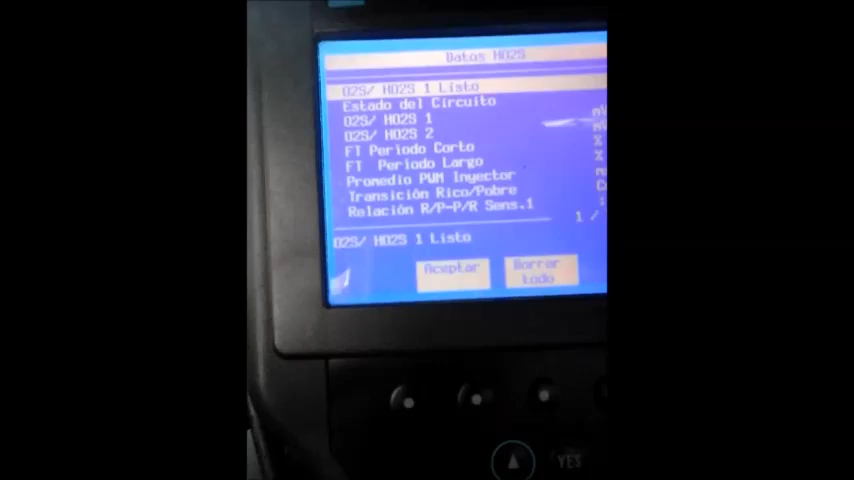 Datos HO2S
O2S/ HO2S 1 Listo
Estado del Circuito
O2S/ HO2S 1
O2S/ HO2S 2
FT Periodo Corto
FT Periodo Largo
Promedio PWM Inyector
Transición Rico/Pobre
Relación R/P-P/R Sens.1
1 /
O2S/ HO2S 1 Listo
Aceptar
Borrar
todo
YES